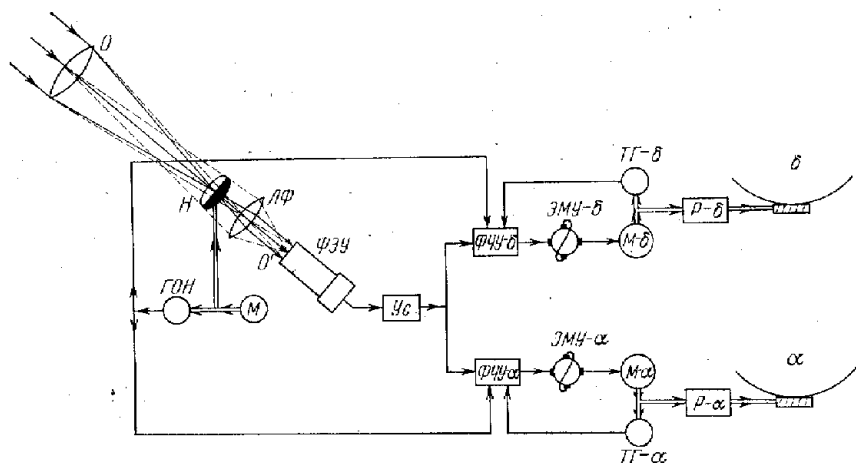 О
Н
ЛФ
О'
ФЭУ
ГОН
М
Ус
ФЧУ-δ
ЭМУ-δ
ТГ-δ
М-δ
Р-δ
δ
ФЧУ-α
ЭМУ-α
М-α
ТГ-α
Р-α
α